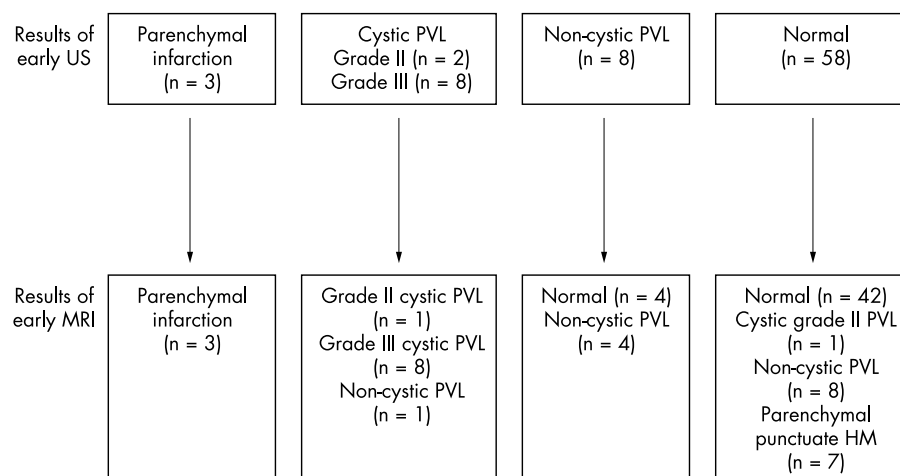 Results of
early US
Parenchymal
infarction
(n = 3)
Cystic PVL
Grade II (n = 2)
Grade III (n = 8)
Non-cystic PVL
(n = 8)
Normal
(n = 58)
Results of
early MRI
Parenchymal
infarction
(n = 3)
Grade II cystic PVL
(n = 1)
Grade III cystic PVL
(n = 8)
Non-cystic PVL
(n = 1)
Normal (n = 4)
Non-cystic PVL
(n = 4)
Normal (n = 42)
Cystic grade II PVL
(n = 1)
Non-cystic PVL
(n = 8)
Parenchymal
punctuate HM
(n = 7)